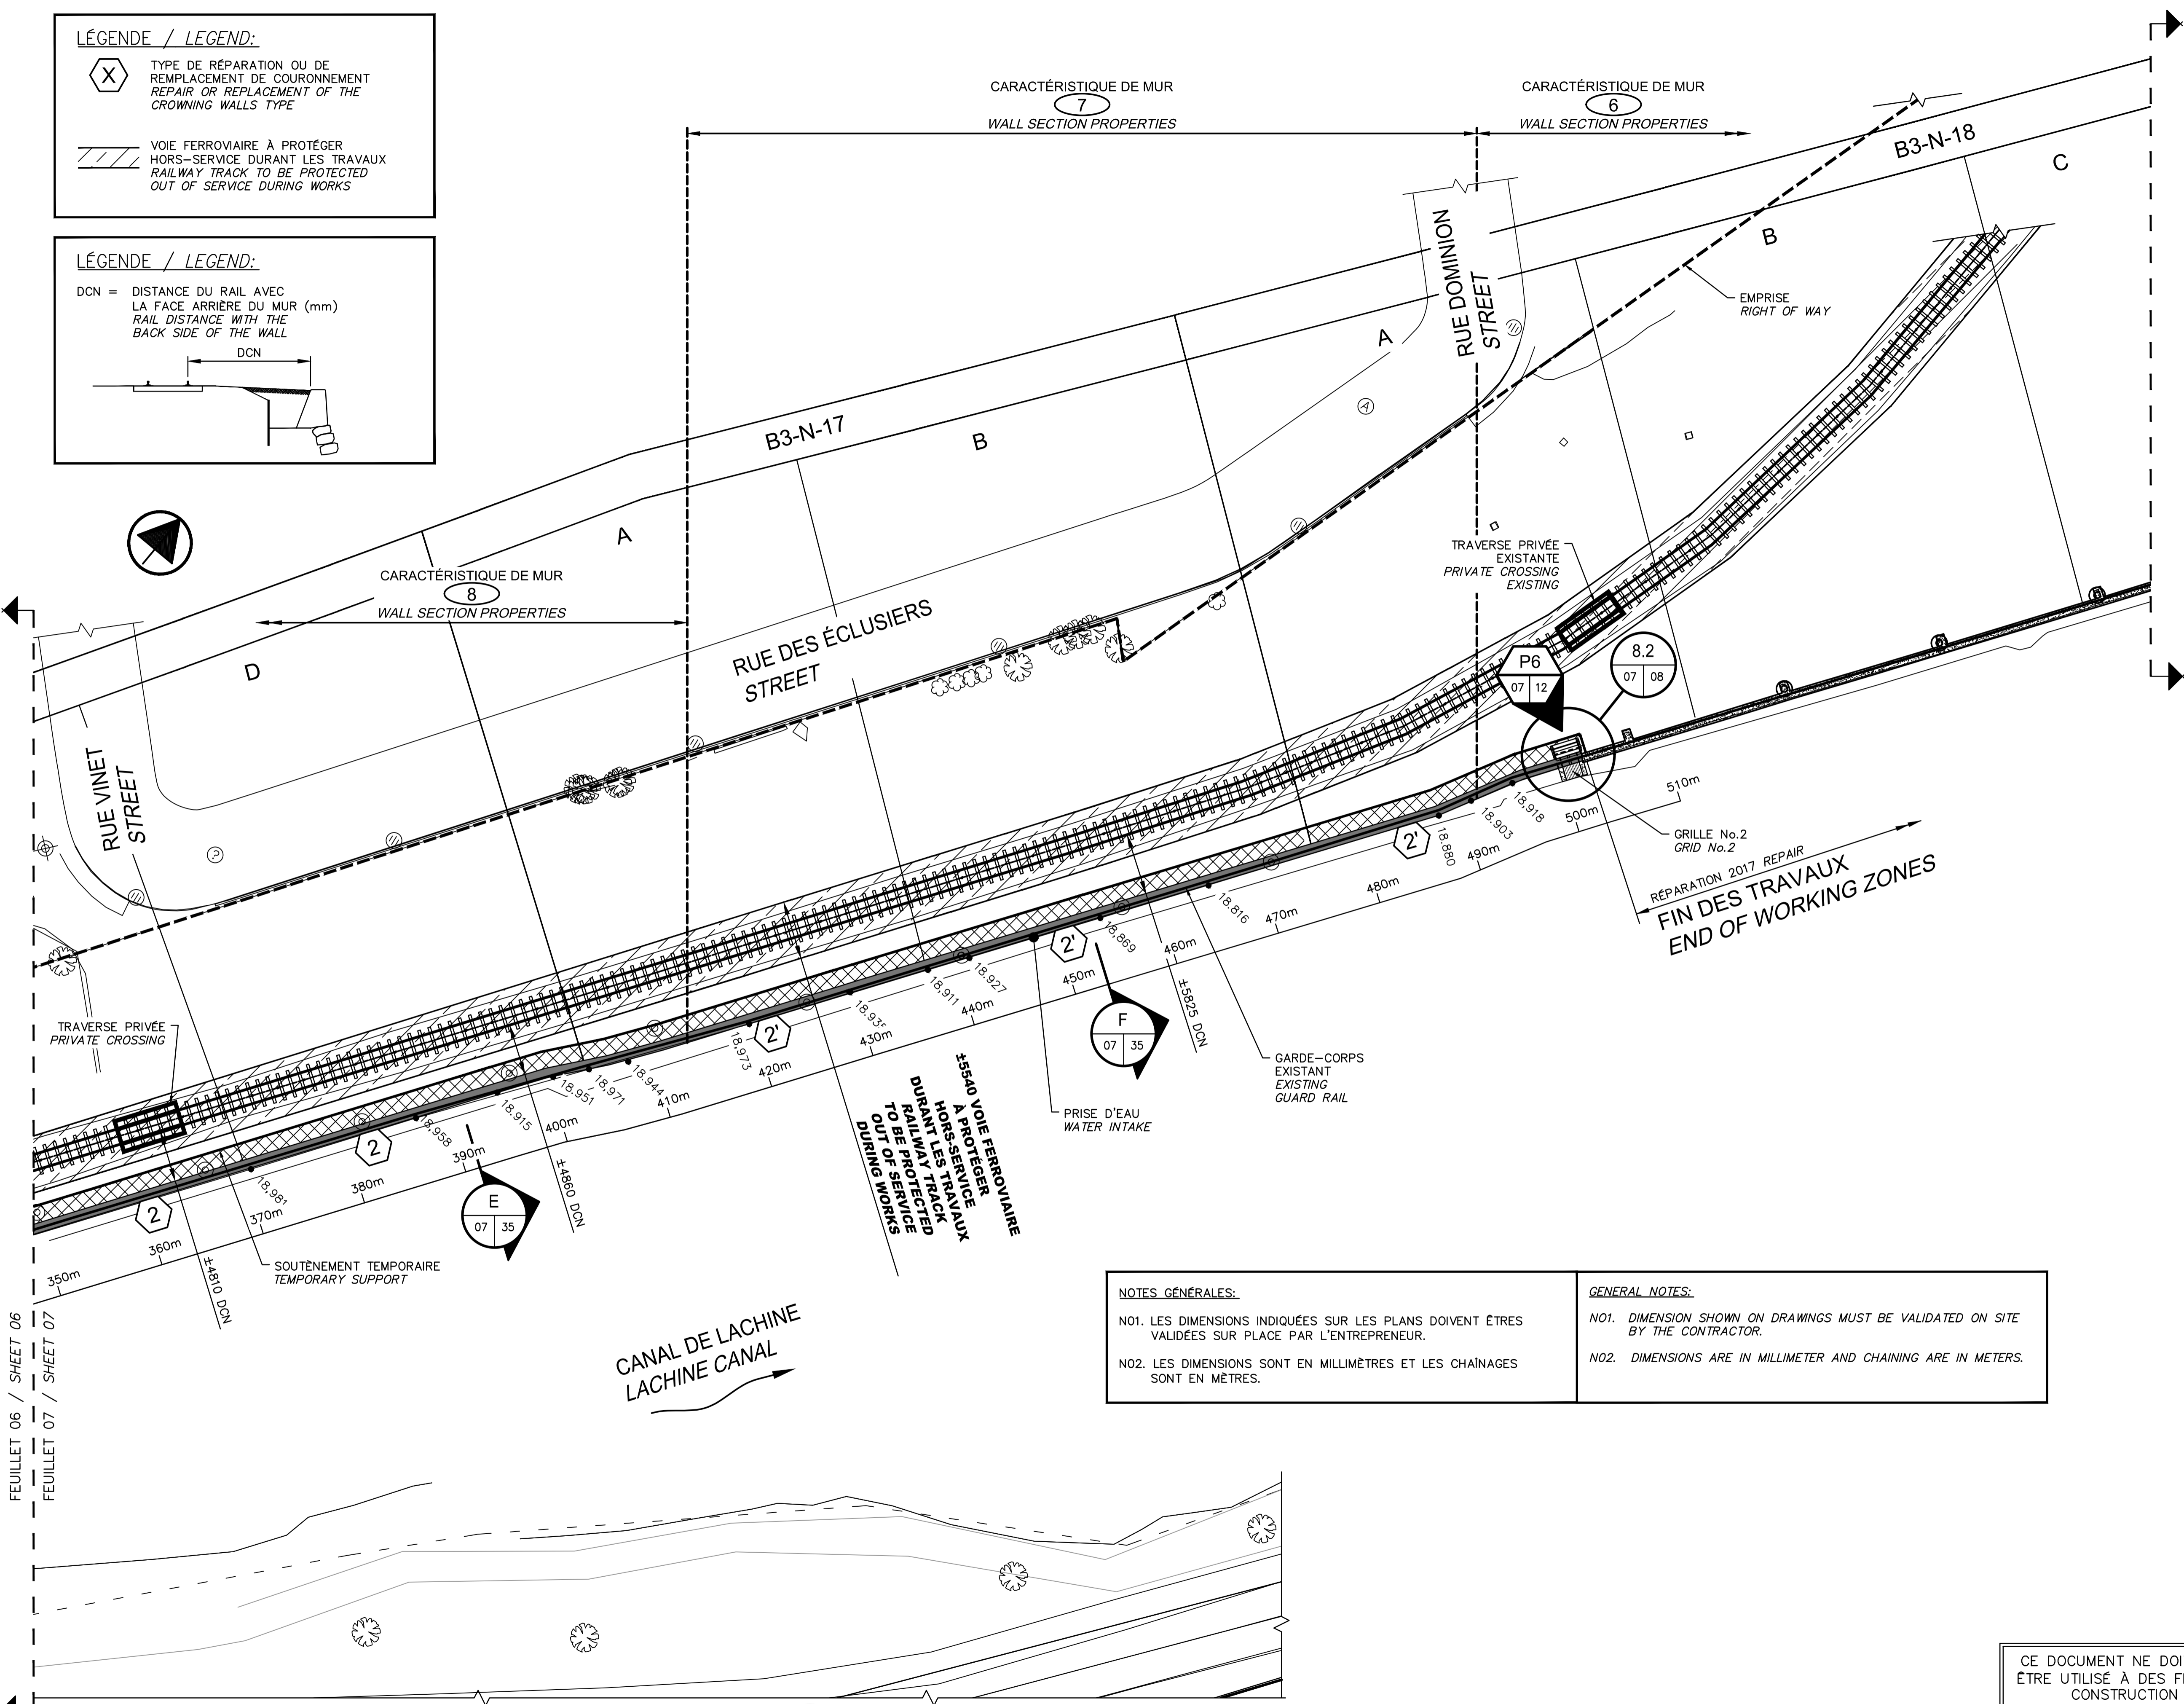 LÉGENDE / LEGEND:
X
TYPE DE RÉPARATION OU DE
REMPLACEMENT DE COURONNEMENT
REPAIR OR REPLACEMENT OF THE
CROWNING WALLS TYPE
VOIE FERROVIAIRE À PROTÉGER
HORS-SERVICE DURANT LES TRAVAUX
RAILWAY TRACK TO BE PROTECTED
OUT OF SERVICE DURING WORKS
LÉGENDE / LEGEND:
DCN = DISTANCE DU RAIL AVEC
LA FACE ARRIÈRE DU MUR (mm)
RAIL DISTANCE WITH THE
BACK SIDE OF THE WALL
DCN
CARACTÉRISTIQUE DE MUR
7
WALL SECTION PROPERTIES
CARACTÉRISTIQUE DE MUR
6
WALL SECTION PROPERTIES
B3-N-18
C
B
EMPRISE
RIGHT OF WAY
RUE DOMINION
STREET
A
A
B3-N-17
B
A
CARACTÉRISTIQUE DE MUR
8
WALL SECTION PROPERTIES
D
RUE DES ÉCLUSIERS
STREET
RUE VINET
STREET
?
TRAVERSE PRIVÉE
EXISTANTE
PRIVATE CROSSING
EXISTING
P6
07 12
8.2
07 08
GRILLE No.2
GRID No.2
RÉPARATION 2017 REPAIR
FIN DES TRAVAUX
END OF WORKING ZONES
TRAVERSE PRIVÉE
PRIVATE CROSSING
2
2
2'
2'
2'
18,981
18,958
18.915
18.951
18,971
18.944
18,973
18,911
18.927
18,869
18.816
18.880
18.903
18,918
350m
360m
370m
380m
390m
400m
410m
420m
430m
440m
450m
460m
470m
480m
490m
500m
510m
±4810 DCN
±4860 DCN
±5825 DCN
SOUTÈNEMENT TEMPORAIRE
TEMPORARY SUPPORT
E
07 35
F
07 35
±5540 VOIE FERROVIAIRE
À PROTÉGER
HORS-SERVICE
DURANT LES TRAVAUX
RAILWAY TRACK
TO BE PROTECTED
OUT OF SERVICE
DURING WORKS
PRISE D'EAU
WATER INTAKE
GARDE-CORPS
EXISTANT
EXISTING
GUARD RAIL
CANAL DE LACHINE
LACHINE CANAL
FEUILLET 06 / SHEET 06
FEUILLET 07 / SHEET 07
NOTES GÉNÉRALES:
N01. LES DIMENSIONS INDIQUÉES SUR LES PLANS DOIVENT ÊTRES
VALIDÉES SUR PLACE PAR L'ENTREPRENEUR.
N02. LES DIMENSIONS SONT EN MILLIMÈTRES ET LES CHAÎNAGES
SONT EN MÈTRES.
GENERAL NOTES:
N01. DIMENSION SHOWN ON DRAWINGS MUST BE VALIDATED ON SITE
BY THE CONTRACTOR.
N02. DIMENSIONS ARE IN MILLIMETER AND CHAINING ARE IN METERS.
CE DOCUMENT NE DOI
ÊTRE UTILISÉ À DES F
CONSTRUCTION